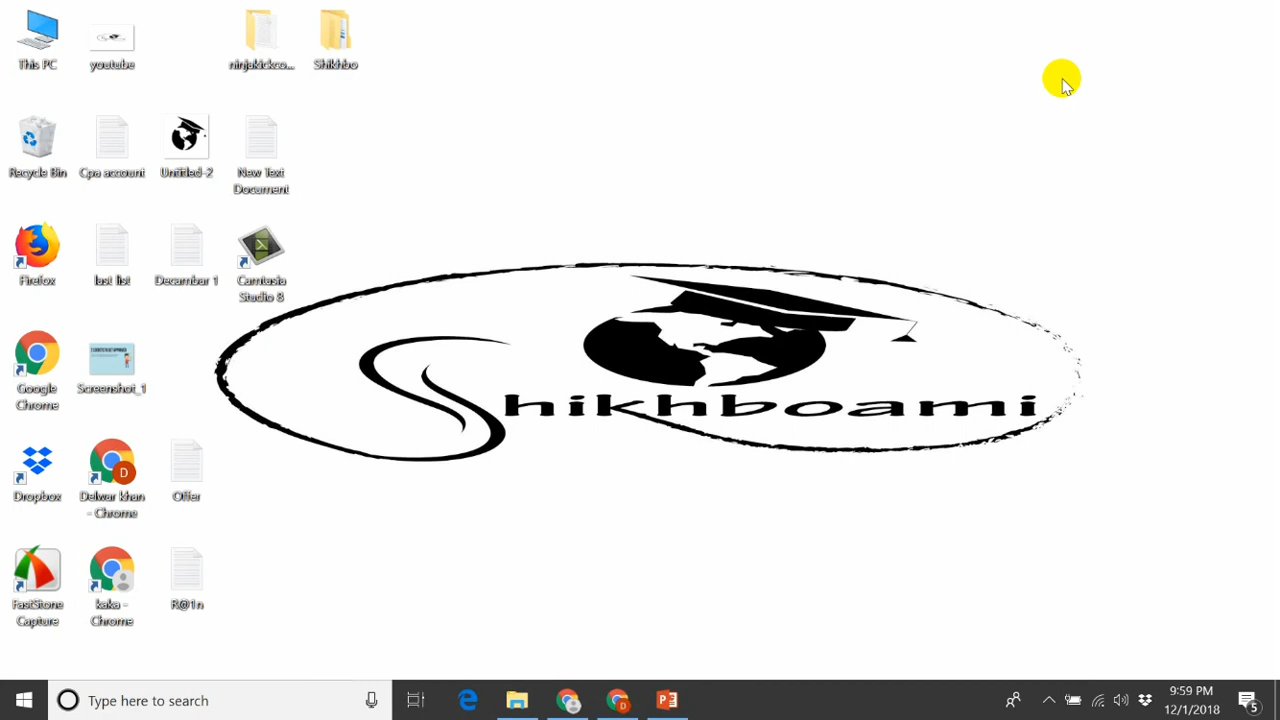 This PC
youtube
ninjakickco...
Shikhbo
Recycle Bin
Cpa account
Untitled-2
New Text
Document
Firefox
last list
Decambar 1
Camtasia
Studio 8
Google
Chrome
Screenshot_1
Dropbox
Delwar khan
- Chrome
D
Offer
FastStone
Capture
kaka -
Chrome
R@1n
Shikhboami
Type here to search
D
9:59 PM
12/1/2018
5